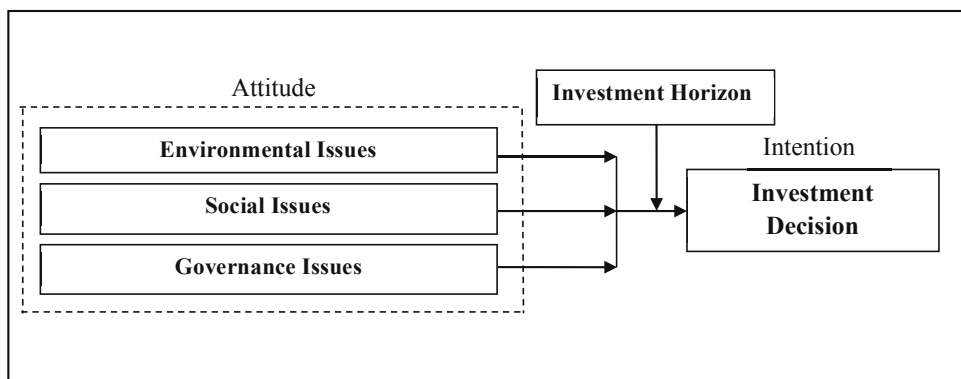 Attitude
Environmental Issues
Social Issues
Governance Issues
Investment Horizon
Intention
Investment
Decision